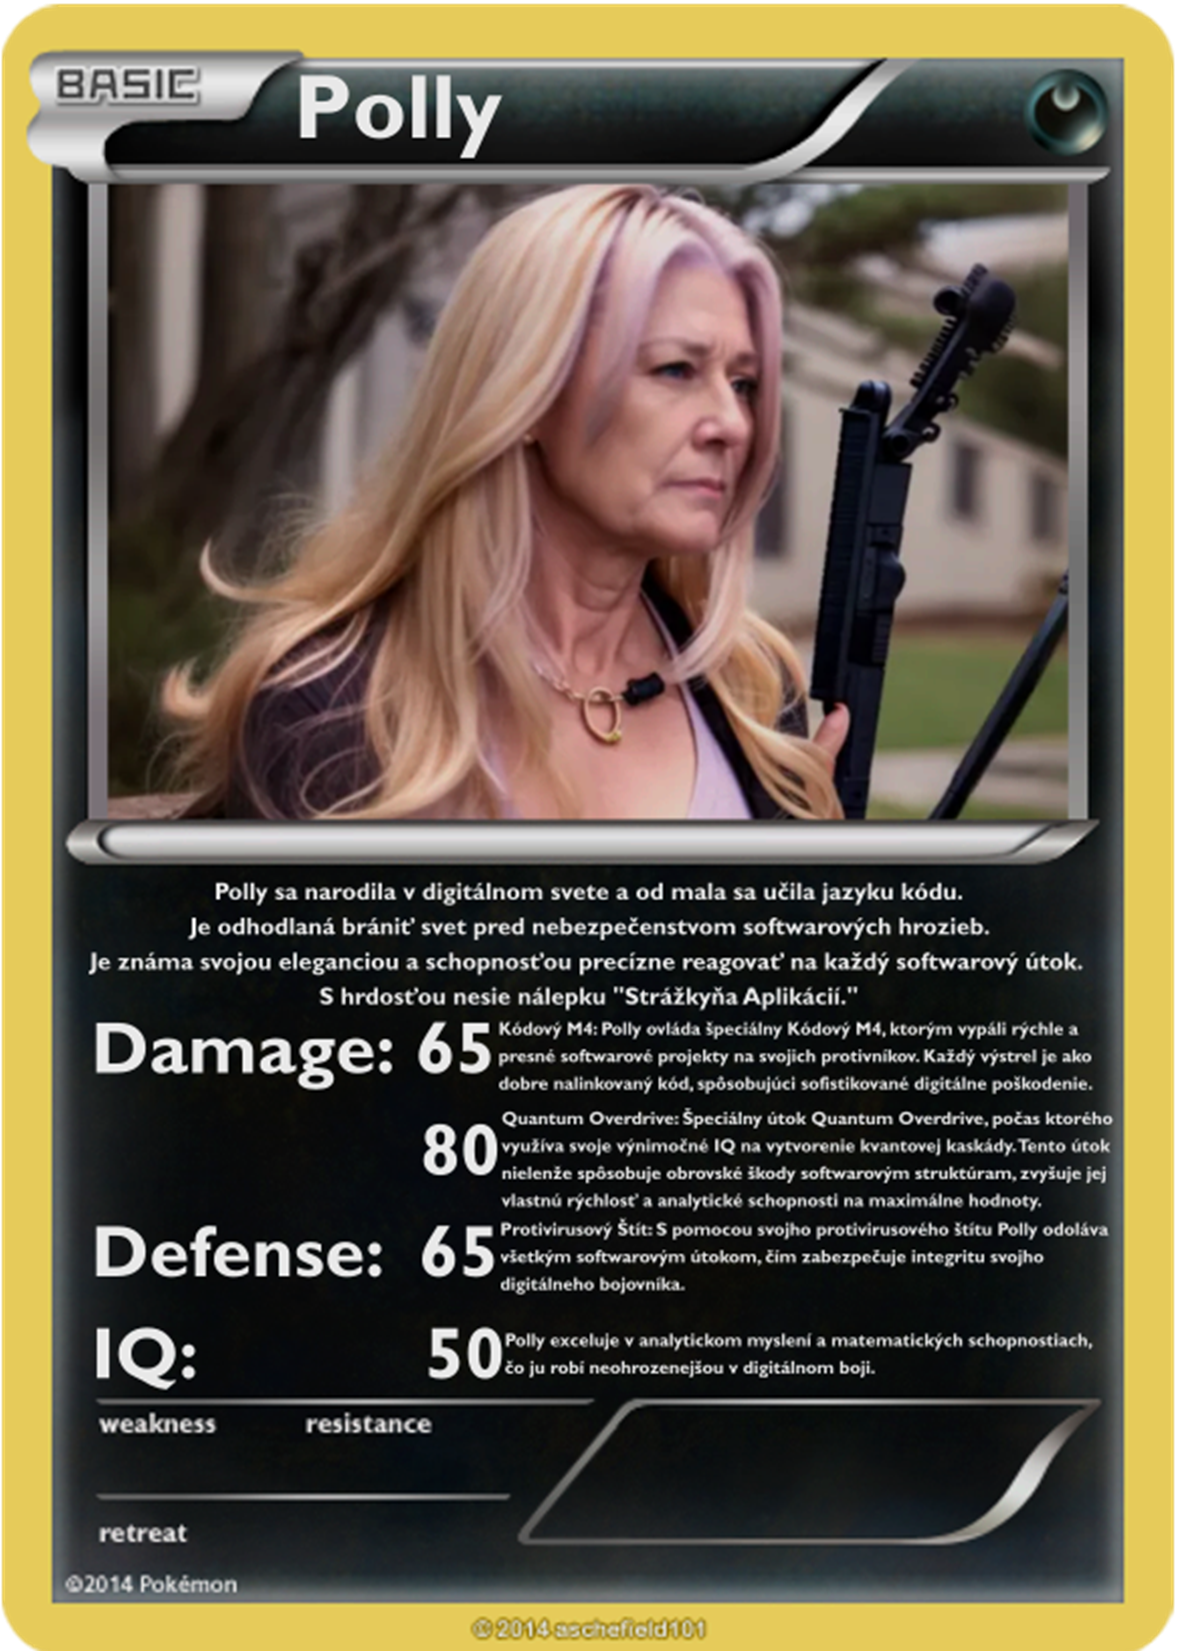 BASIC
Polly
Polly sa narodila v digitálnom svete a od mala sa učila jazyku kódu.
Je odhodlaná brániť svet pred nebezpečenstvom softwarových hrozieb.
Je známa svojou eleganciou a schopnosťou precízne reagovať na každý softwarový útok.
S hrdosťou nesie nálepku "Strážkyňa Aplikácií."
Damage: 65
Kódový M4: Polly ovláda špeciálny Kódový M4, ktorým vypáli rýchle a
presné softwarové projekty na svojich protivníkov. Každý výstrel je ako
dobre nalinkovaný kód, spôsobujúci sofistikované digitálne poškodenie.
80
Quantum Overdrive: Špeciálny útok Quantum Overdrive, počas ktorého
využíva svoje výnimočné IQ na vytvorenie kvantovej kaskády. Tento útok
nielenže spôsobuje obrovské škody softwarovým struktúram, zvyšuje jej
vlastnú rýchlosť a analytické schopnosti na maximálne hodnoty.
Defense: 65
Protivirusový Štít: S pomocou svojho protivirusového štítu Polly odoláva
všetkým softwarovým útokom, čím zabezpečuje integritu svojho
digitálneho bojovníka.
IQ: 50
Polly exceluje v analytickom myslení a matematických schopnostiach,
čo ju robí neohrozenejšou v digitálnom boji.
weakness resistance
retreat
©2014 Pokémon
© 2014 aschefield101